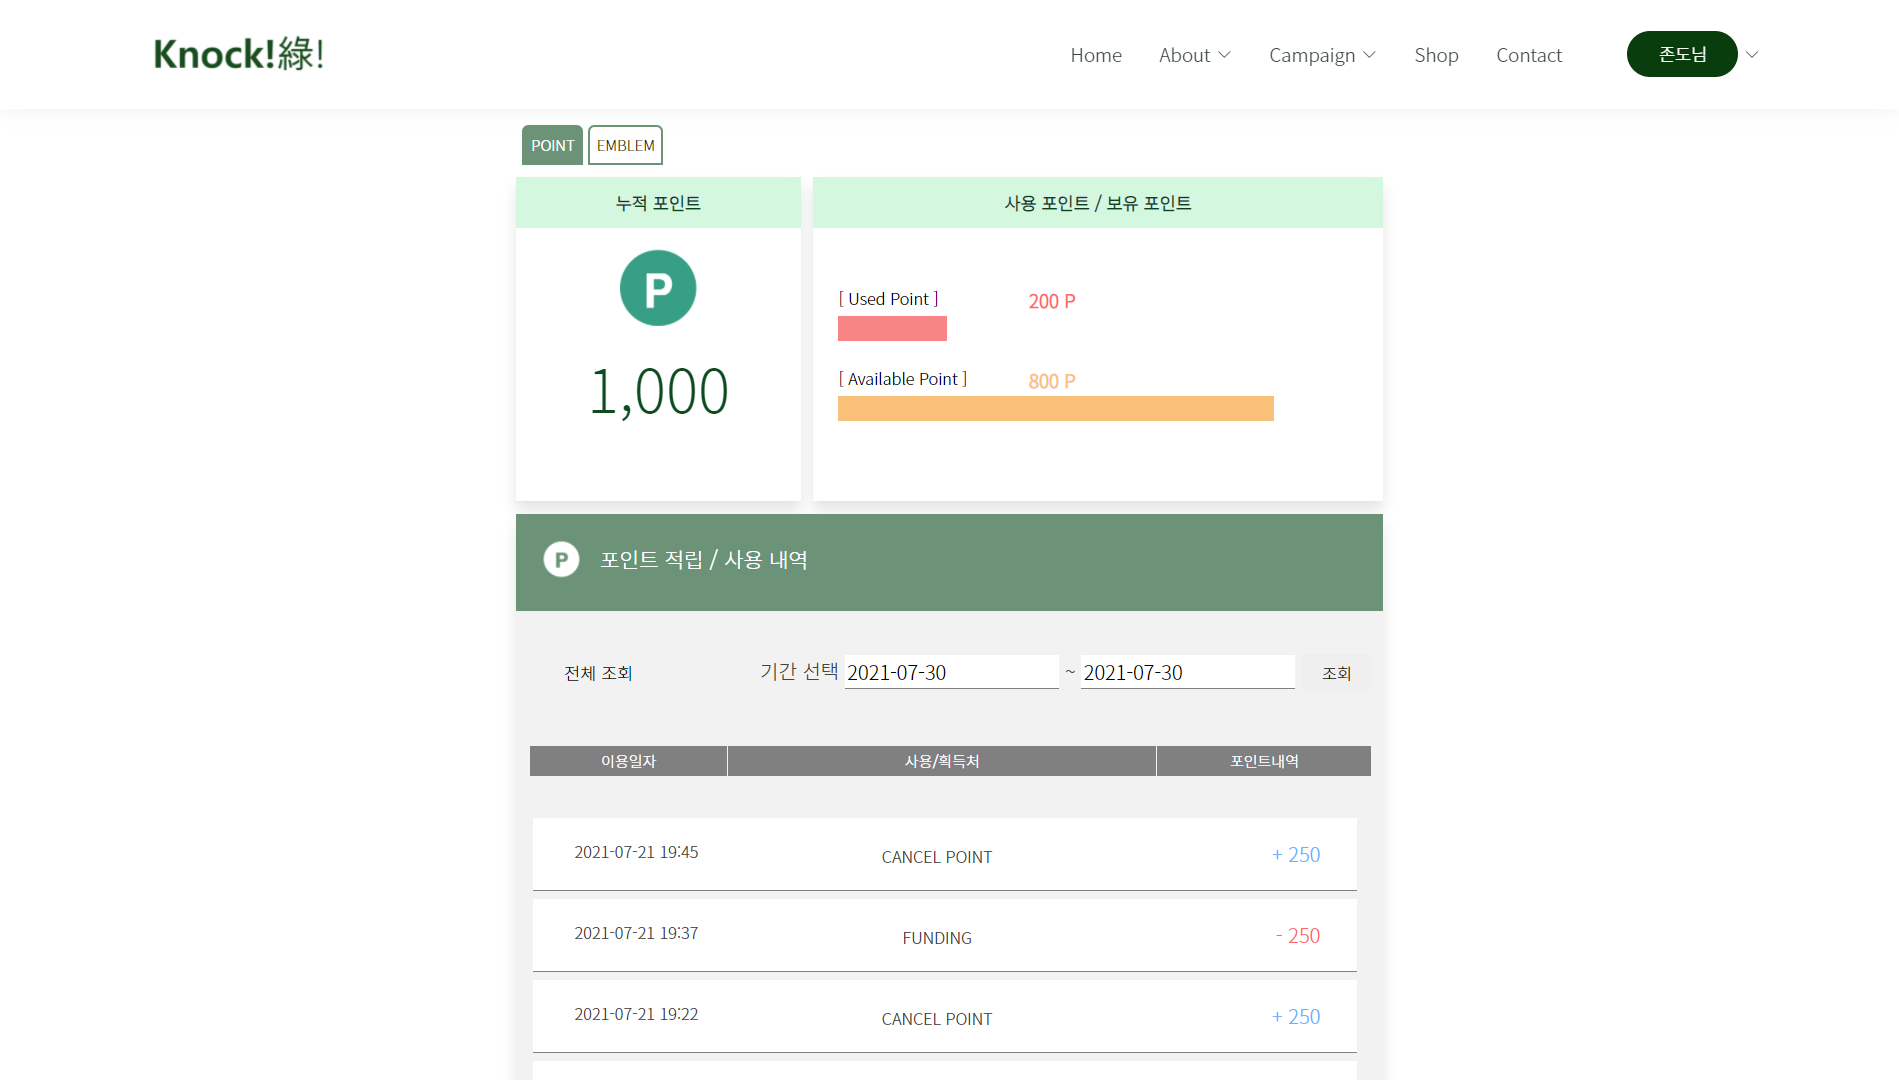 Knock!綠!
Home About Campaign Shop Contact 존도님
POINT EMBLEM
누적 포인트
P
1,000
사용 포인트 / 보유 포인트
[ Used Point ] 200 P
[ Available Point ] 800 P
P 포인트 적립 / 사용 내역
전체 조회 기간 선택 2021-07-30 ~ 2021-07-30 조회
이용일자 사용/획득처 포인트내역
2021-07-21 19:45 CANCEL POINT + 250
2021-07-21 19:37 FUNDING - 250
2021-07-21 19:22 CANCEL POINT + 250